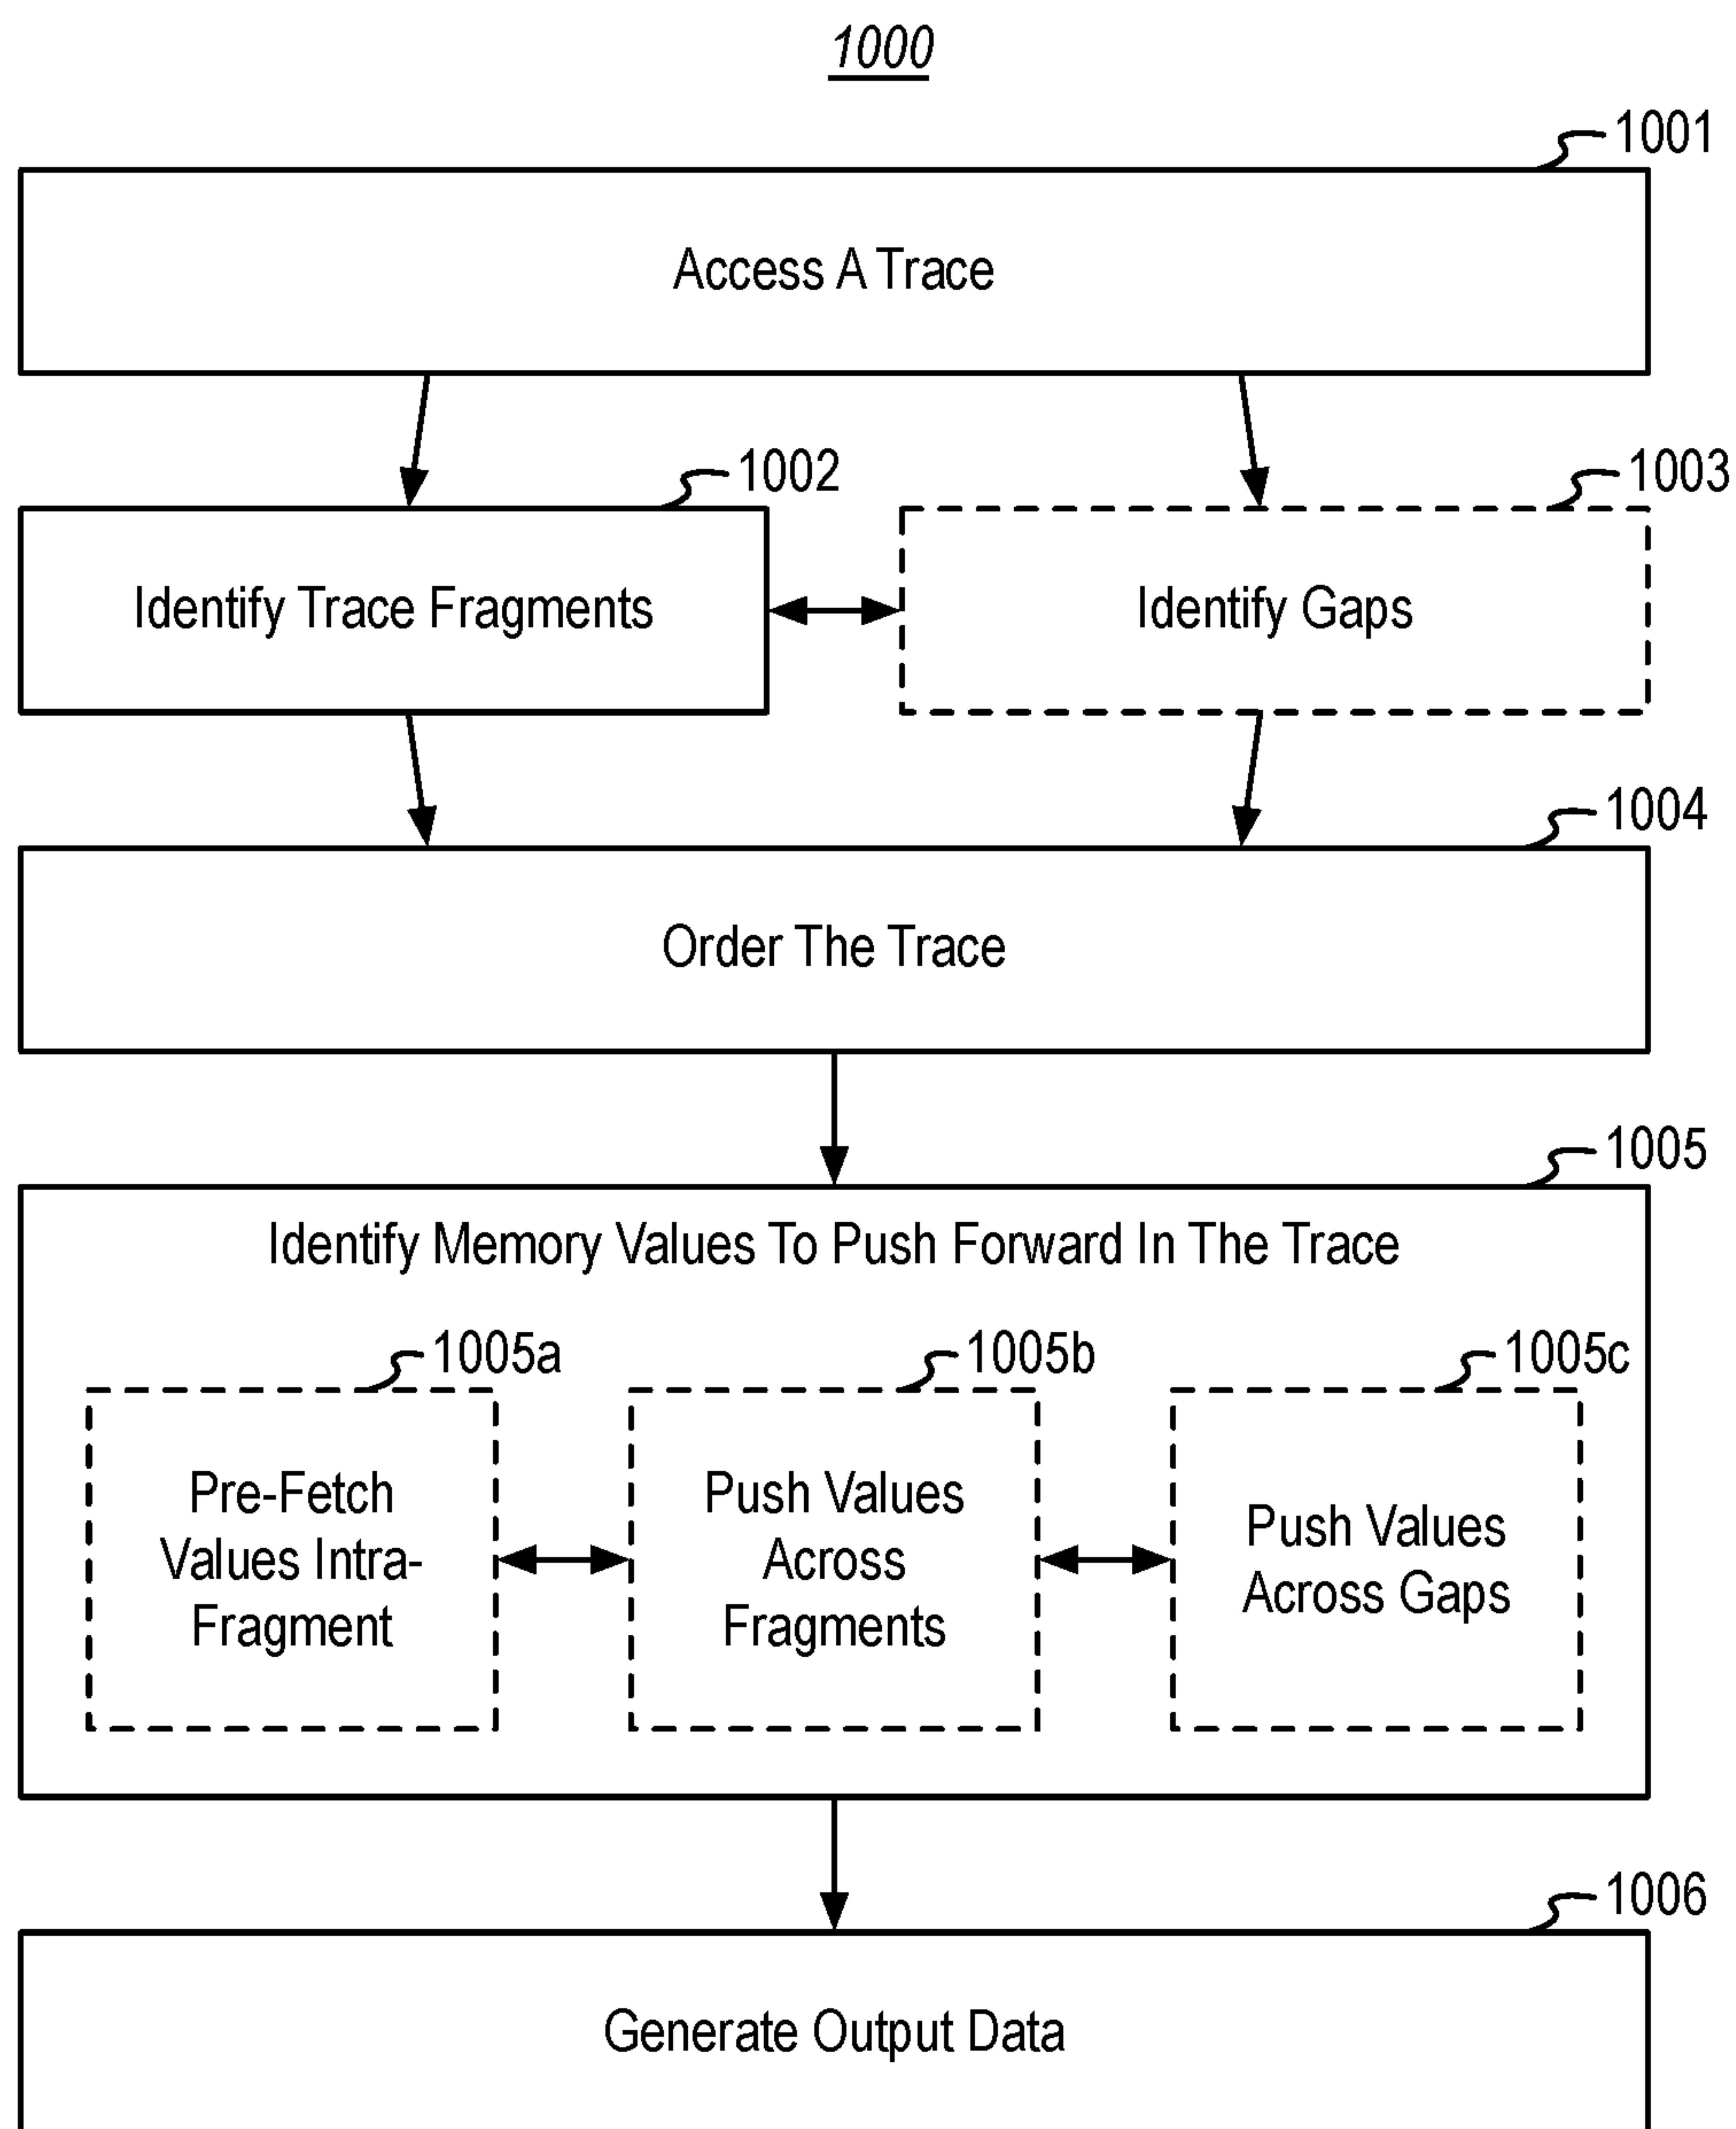 1000
1001
Access A Trace
1002
1003
Identify Trace Fragments
Identify Gaps
1004
Order The Trace
1005
Identify Memory Values To Push Forward In The Trace
1005a
1005b
1005c
Pre-Fetch
Values Intra-
Fragment
Push Values
Across
Fragments
Push Values
Across Gaps
1006
Generate Output Data